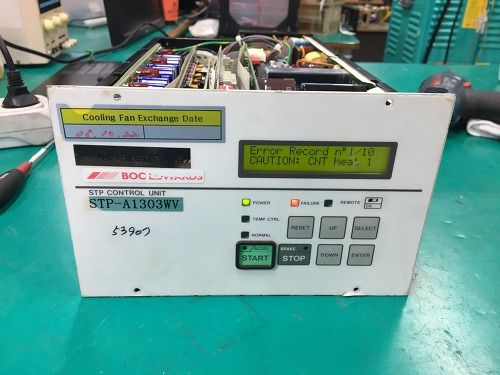 Cooling Fan Exchange Date
BOC EDWARDS
STP CONTROL UNIT
STP-A1303WV
53907
Error Record n°1/10
CAUTION: CNT heat 1
POWER
FAILURE
REMOTE
TEMP CTRL
NORMAL
RESET
UP
SELECT
Accel
START
BRAKE
STOP
DOWN
ENTER